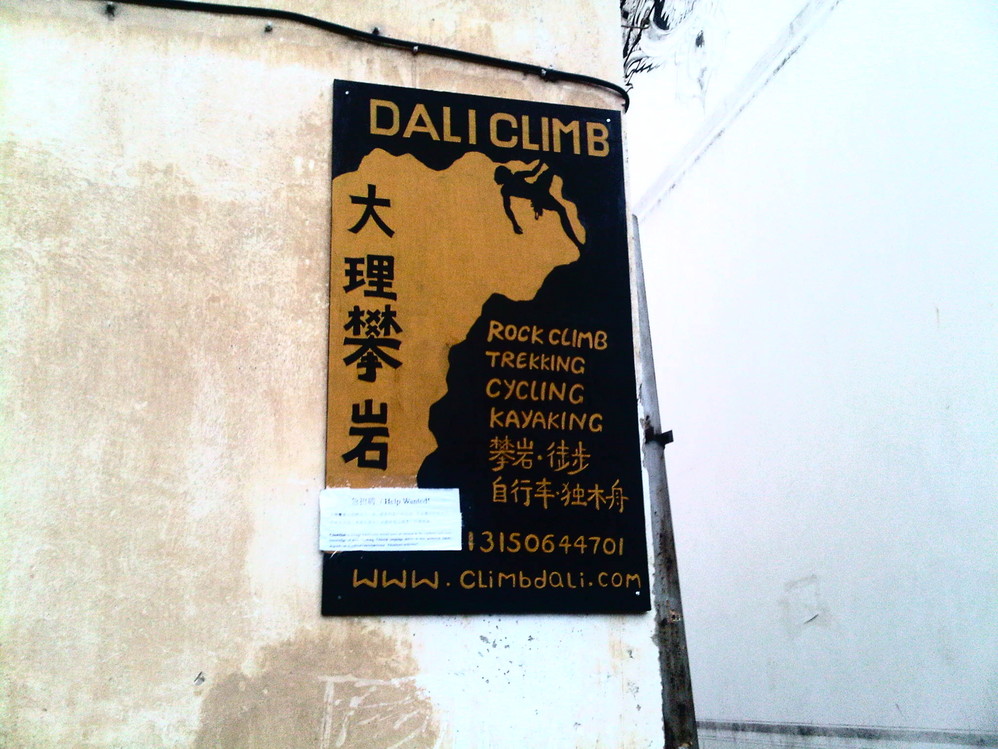 DALI CLIMB
大理攀岩
ROCK CLIMB
TREKKING
CYCLING
KAYAKING
攀岩·徒步
自行车·独木舟
Help Wanted!
13150644701
WWW.CLimbdaLi.com